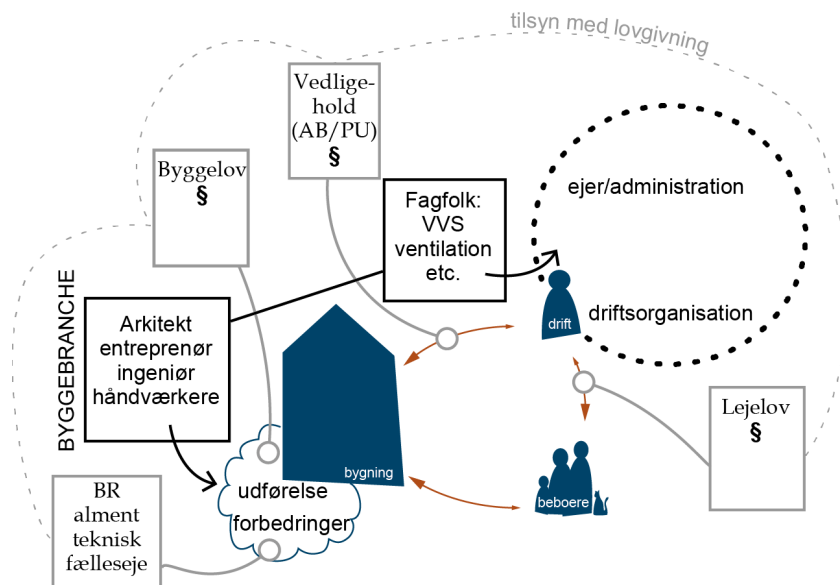 tilsyn med lovgivning
Vedlige-
hold
(AB/PU)
§
Byggelov
§
Fagfolk:
VVS
ventilation
etc.
ejer/administration
drift
driftsorganisation
BYGGEBRANCHE
Arkitekt
entreprenør
ingeniør
håndværkere
Lejelov
§
bygning
beboere
udførelse
forbedringer
BR
alment
teknisk
fælleseje